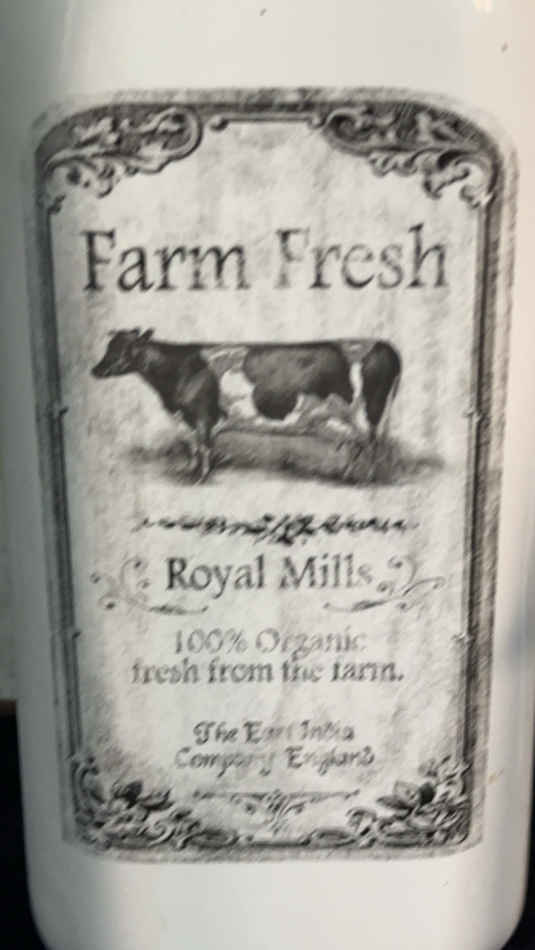 Farm Fresh
Royal Mills
100% Organic
fresh from the farm.
The East India
Company England